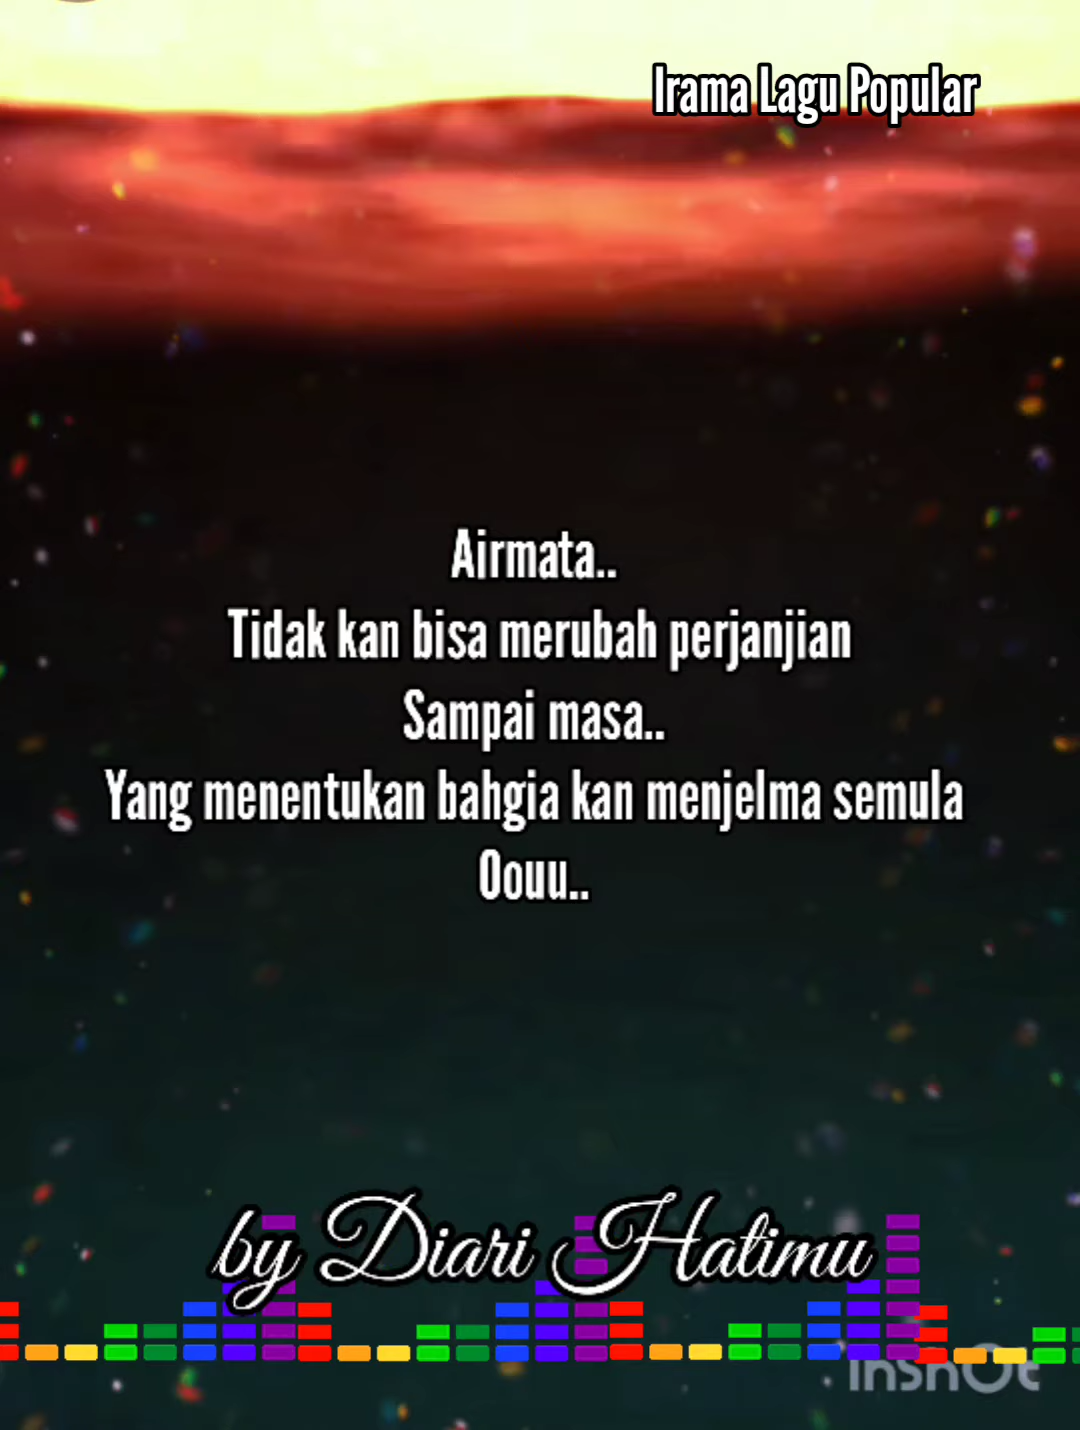 Irama Lagu Popular
Airmata..
Tidak kan bisa merubah perjanjian
Sampai masa..
Yang menentukan bahgia kan menjelma semula
Oouu..
by Diari Hatimu
InShOt